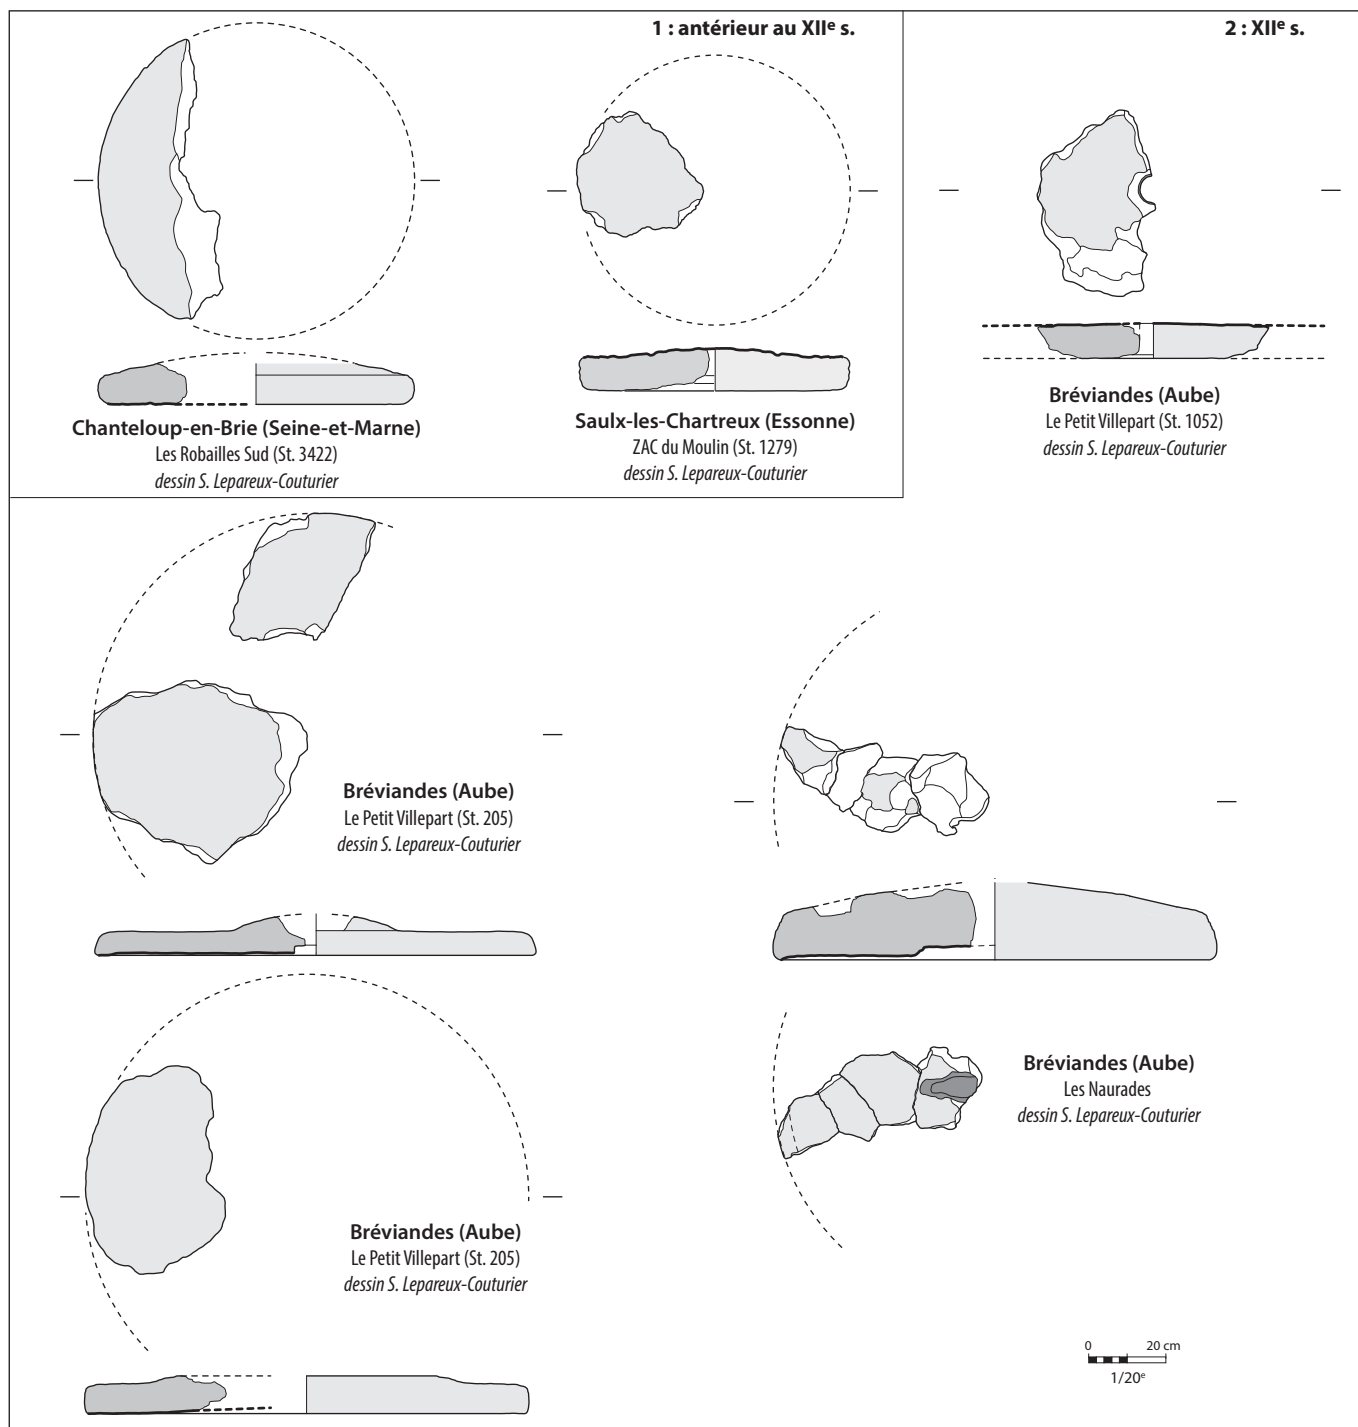 1 : antérieur au XIIᵉ s.
2 : XIIᵉ s.
Chanteloup-en-Brie (Seine-et-Marne)
Les Robailles Sud (St. 3422)
dessin S. Lepareux-Couturier
Saulx-les-Chartreux (Essonne)
ZAC du Moulin (St. 1279)
dessin S. Lepareux-Couturier
Bréviandes (Aube)
Le Petit Villepart (St. 1052)
dessin S. Lepareux-Couturier
Bréviandes (Aube)
Le Petit Villepart (St. 205)
dessin S. Lepareux-Couturier
Bréviandes (Aube)
Les Naurades
dessin S. Lepareux-Couturier
Bréviandes (Aube)
Le Petit Villepart (St. 205)
dessin S. Lepareux-Couturier
0 20 cm
1/20ᵉ